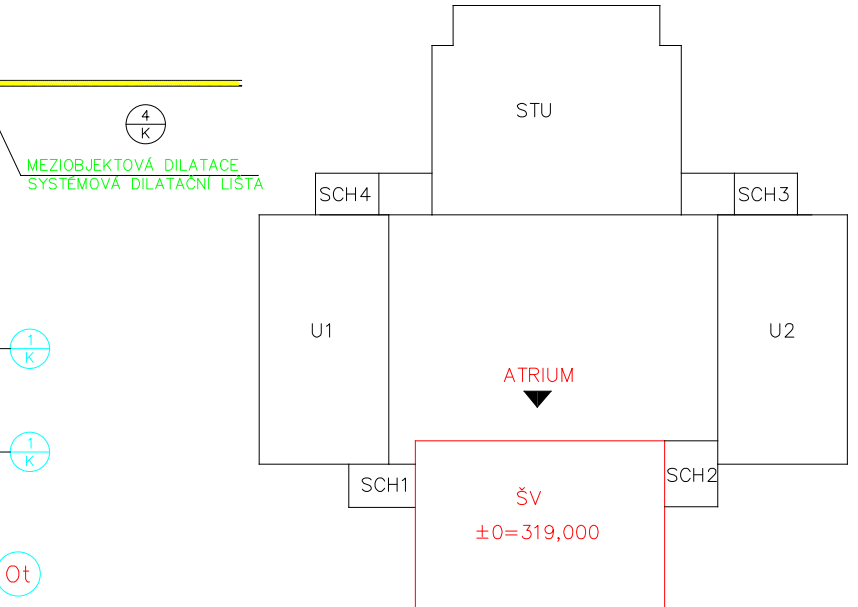 STU
4
K
MEZIOBJEKTOVÁ DILATACE
SYSTÉMOVÁ DILATAČNÍ LIŠTA
SCH4
SCH3
U1
U2
1
K
ATRIUM
1
K
SCH1
SCH2
ŠV
±0=319,000
Ot